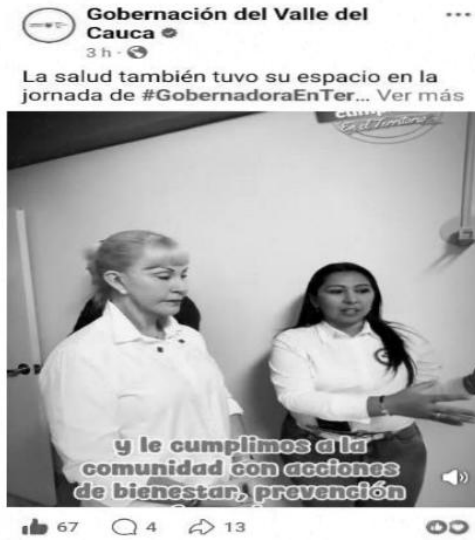 Gobernación del Valle del
Cauca
3 h ·
La salud también tuvo su espacio en la
jornada de #GobernadoraEnTer... Ver más
En el Territorio
y le cumplimos a la
comunidad con acciones
de bienestar, prevención
67 4 13